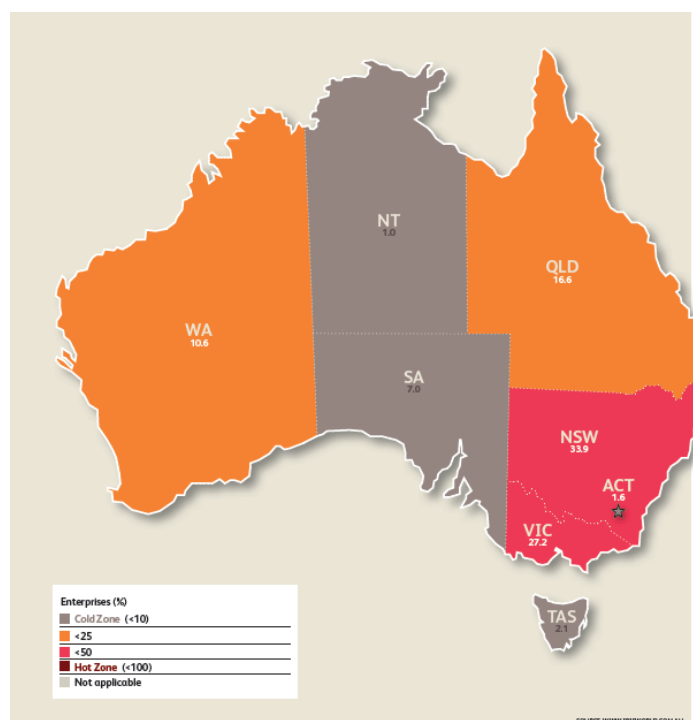 NT
1.0
QLD
16.6
WA
10.6
SA
7.0
NSW
33.9
ACT
1.6
VIC
27.2
TAS
2.1
Enterprises (%)
Cold Zone (<10)
<25
<50
Hot Zone (<100)
Not applicable